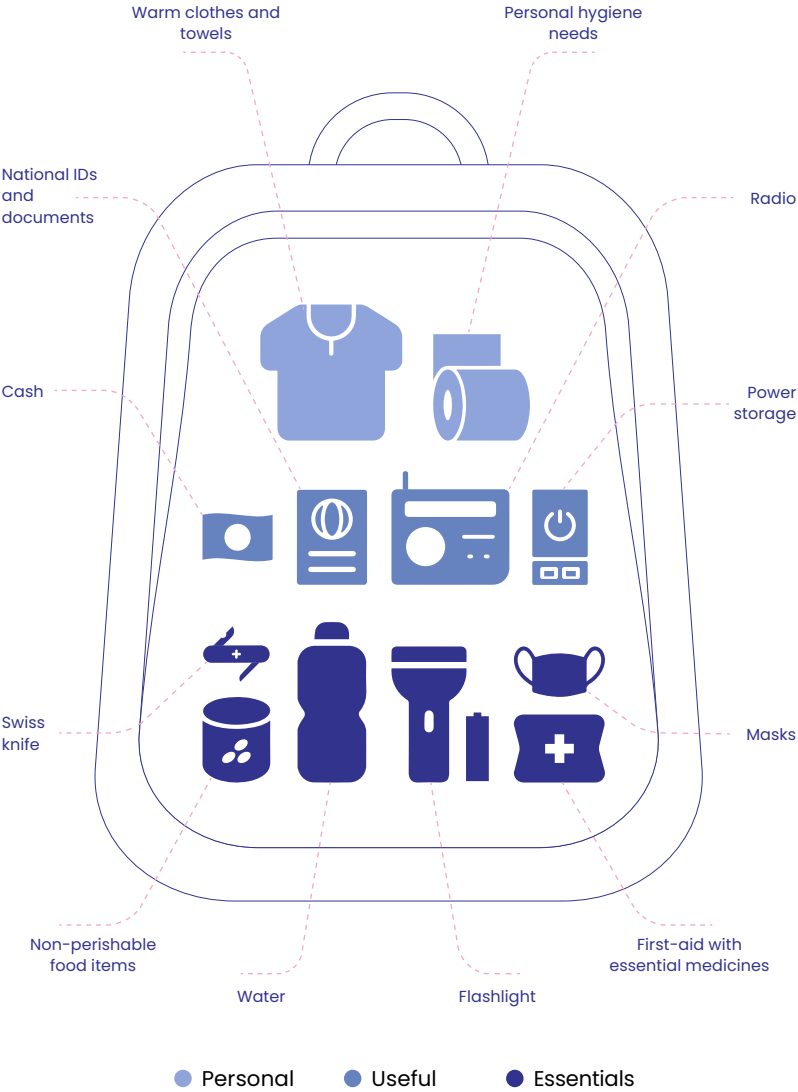 Warm clothes and
towels
Personal hygiene
needs
National IDs
and
documents
Radio
Cash
Power
storage
Swiss
knife
Masks
Non-perishable
food items
First-aid with
essential medicines
Water
Flashlight
Personal
Useful
Essentials